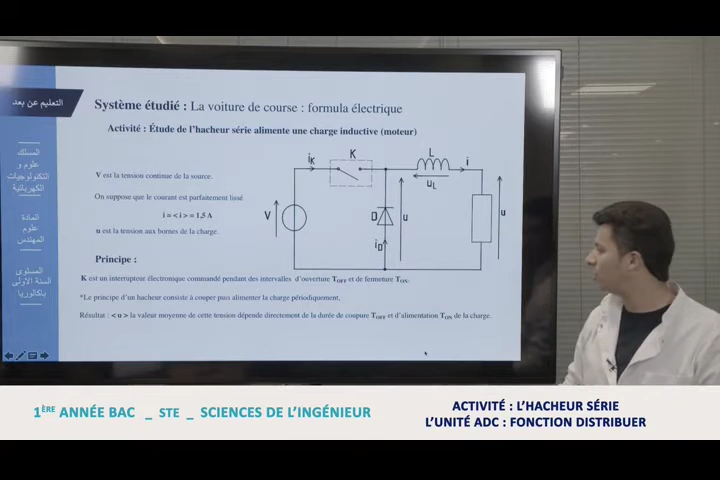 التعليم عن بعد
المسلك
علوم و
التكنولوجيات
الكهربائية
المادة
علوم
المهندس
المستوى
السنة الأولى
باكالوريا
Système étudié : La voiture de course : formula électrique
Activité : Étude de l'hacheur série alimente une charge inductive (moteur)
V est la tension continue de la source.
On suppose que le courant est parfaitement lissé
i = < i > = 1,5 A
u est la tension aux bornes de la charge.
iK
K
L
i
uL
V
D
u
u
iD
Principe :
K est un interrupteur électronique commandé pendant des intervalles d'ouverture TOFF et de fermeture TON.
*Le principe d'un hacheur consiste à couper puis alimenter la charge périodiquement,
Résultat : < u > la valeur moyenne de cette tension dépende directement de la durée de coupure TOFF et d'alimentation TON de la charge.
1ÈRE ANNÉE BAC _ STE _ SCIENCES DE L'INGÉNIEUR
ACTIVITÉ : L'HACHEUR SÉRIE
L'UNITÉ ADC : FONCTION DISTRIBUER